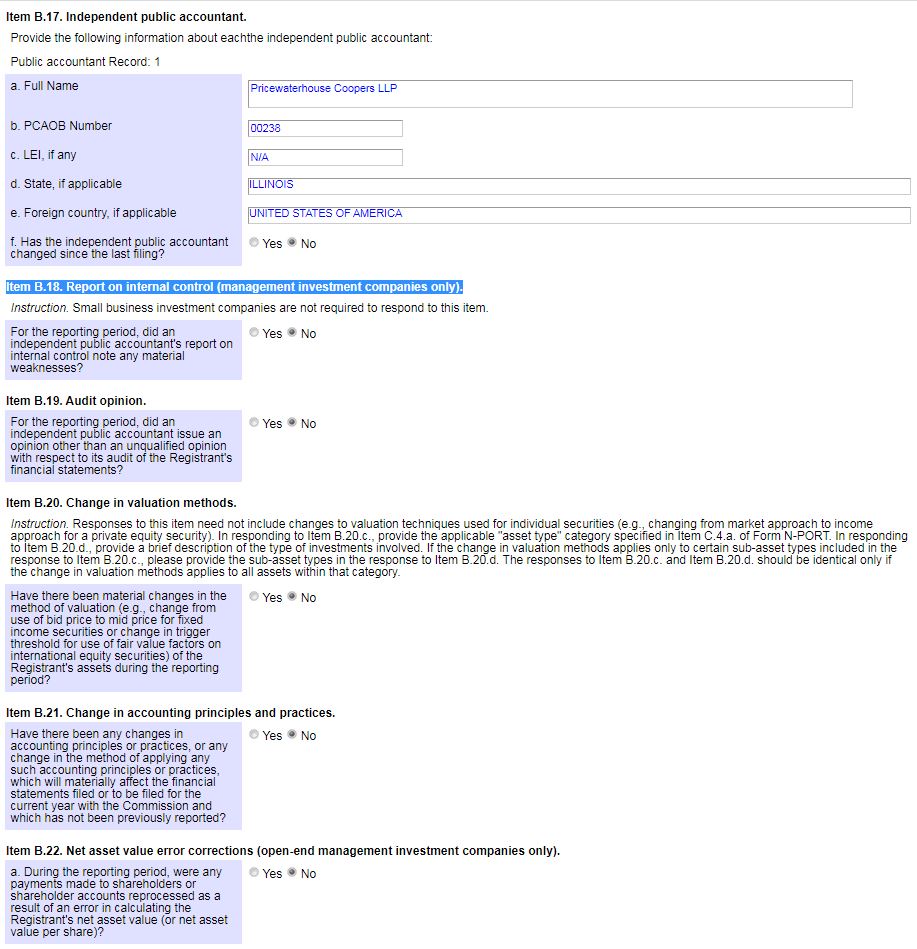 Item B.17. Independent public accountant.
Provide the following information about eachthe independent public accountant:
Public accountant Record: 1
a. Full Name
Pricewaterhouse Coopers LLP
b. PCAOB Number
00238
c. LEI, if any
N/A
d. State, if applicable
ILLINOIS
e. Foreign country, if applicable
UNITED STATES OF AMERICA
f. Has the independent public accountant
changed since the last filing?
Yes No
Item B.18. Report on internal control (management investment companies only).
Instruction. Small business investment companies are not required to respond to this item.
For the reporting period, did an
independent public accountant's report on
internal control note any material
weaknesses?
Yes No
Item B.19. Audit opinion.
For the reporting period, did an
independent public accountant issue an
opinion other than an unqualified opinion
with respect to its audit of the Registrant's
financial statements?
Yes No
Item B.20. Change in valuation methods.
Instruction. Responses to this item need not include changes to valuation techniques used for individual securities (e.g., changing from market approach to income
approach for a private equity security). In responding to Item B.20.c., provide the applicable "asset type" category specified in Item C.4.a. of Form N-PORT. In responding
to Item B.20.d., provide a brief description of the type of investments involved. If the change in valuation methods applies only to certain sub-asset types included in the
response to Item B.20.c., please provide the sub-asset types in the response to Item B.20.d. The responses to Item B.20.c. and Item B.20.d. should be identical only if
the change in valuation methods applies to all assets within that category.
Have there been material changes in the
method of valuation (e.g., change from
use of bid price to mid price for fixed
income securities or change in trigger
threshold for use of fair value factors on
international equity securities) of the
Registrant's assets during the reporting
period?
Yes No
Item B.21. Change in accounting principles and practices.
Have there been any changes in
accounting principles or practices, or any
change in the method of applying any
such accounting principles or practices,
which will materially affect the financial
statements filed or to be filed for the
current year with the Commission and
which has not been previously reported?
Yes No
Item B.22. Net asset value error corrections (open-end management investment companies only).
a. During the reporting period, were any
payments made to shareholders or
shareholder accounts reprocessed as a
result of an error in calculating the
Registrant's net asset value (or net asset
value per share)?
Yes No